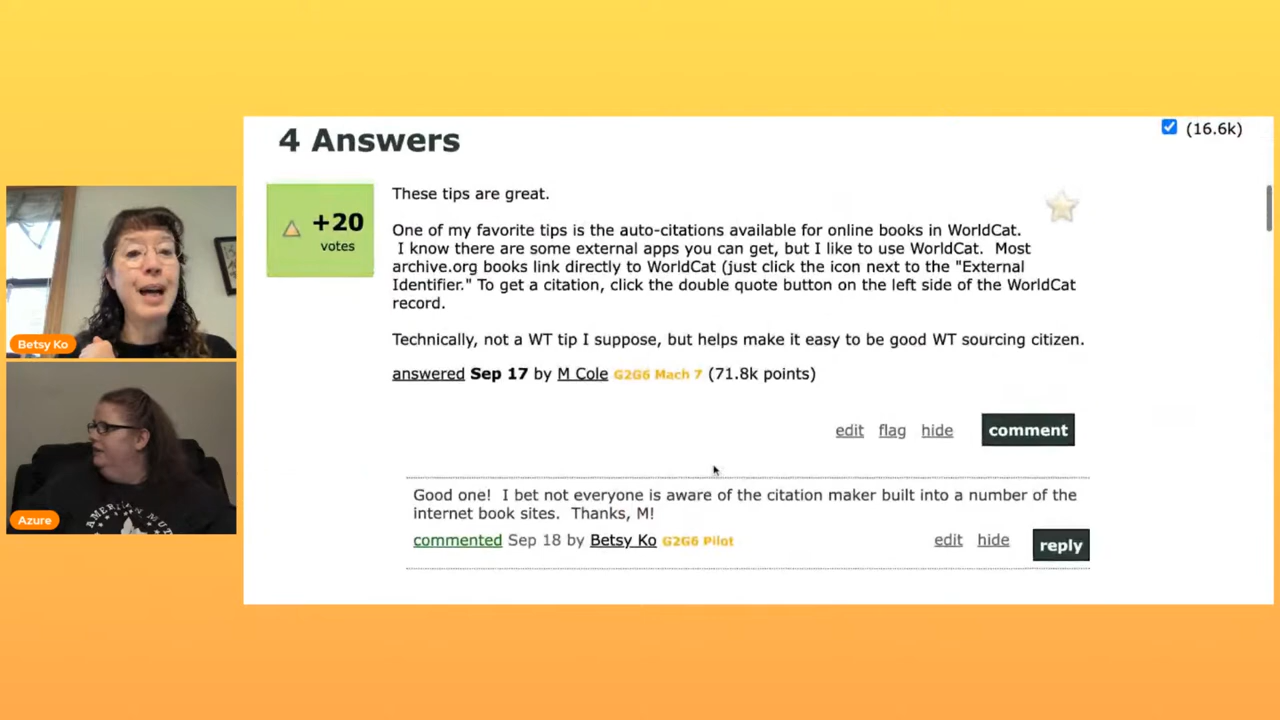 4 Answers
(16.6k)
+20
votes
These tips are great.
One of my favorite tips is the auto-citations available for online books in WorldCat.
I know there are some external apps you can get, but I like to use WorldCat. Most
archive.org books link directly to WorldCat (just click the icon next to the "External
Identifier." To get a citation, click the double quote button on the left side of the WorldCat
record.
Technically, not a WT tip I suppose, but helps make it easy to be good WT sourcing citizen.
answered Sep 17 by M Cole G2G6 Mach 7 (71.8k points)
edit flag hide comment
Good one! I bet not everyone is aware of the citation maker built into a number of the
internet book sites. Thanks, M!
commented Sep 18 by Betsy Ko G2G6 Pilot
edit hide reply
Betsy Ko
AMERICAN MUT
Azure